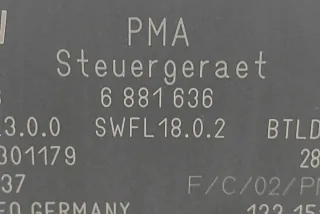 PMA
Steuergeraet
6 881 636
3.0.0 SWFL18.0.2 BTLD
301179 28
37 F/C/02/P
GERMANY